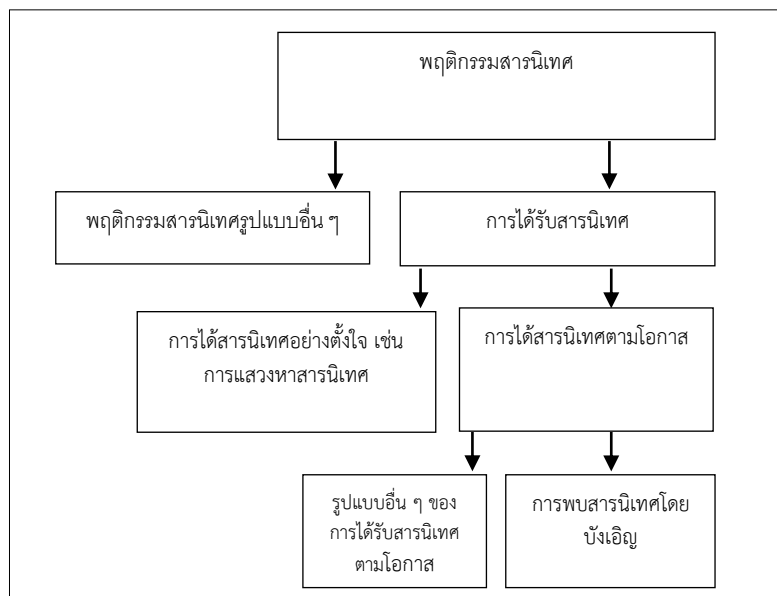 พฤติกรรมสารนิเทศ
พฤติกรรมสารนิเทศรูปแบบอื่น ๆ
การได้รับสารนิเทศ
การได้สารนิเทศอย่างตั้งใจ เช่น
การแสวงหาสารนิเทศ
การได้สารนิเทศตามโอกาส
รูปแบบอื่น ๆ ของ
การได้รับสารนิเทศ
ตามโอกาส
การพบสารนิเทศโดย
บังเอิญ